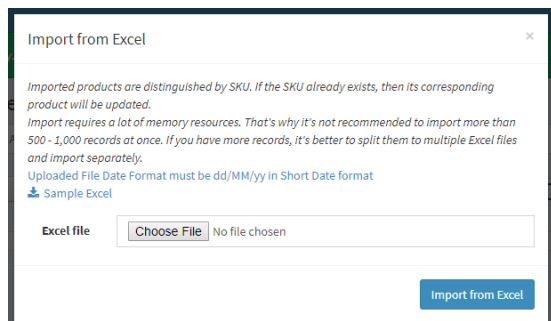 Import from Excel
×
Imported products are distinguished by SKU. If the SKU already exists, then its corresponding
product will be updated.
Import requires a lot of memory resources. That's why it's not recommended to import more than
500 - 1,000 records at once. If you have more records, it's better to split them to multiple Excel files
and import separately.
Uploaded File Date Format must be dd/MM/yy in Short Date format
Sample Excel
Excel file Choose File No file chosen
Import from Excel